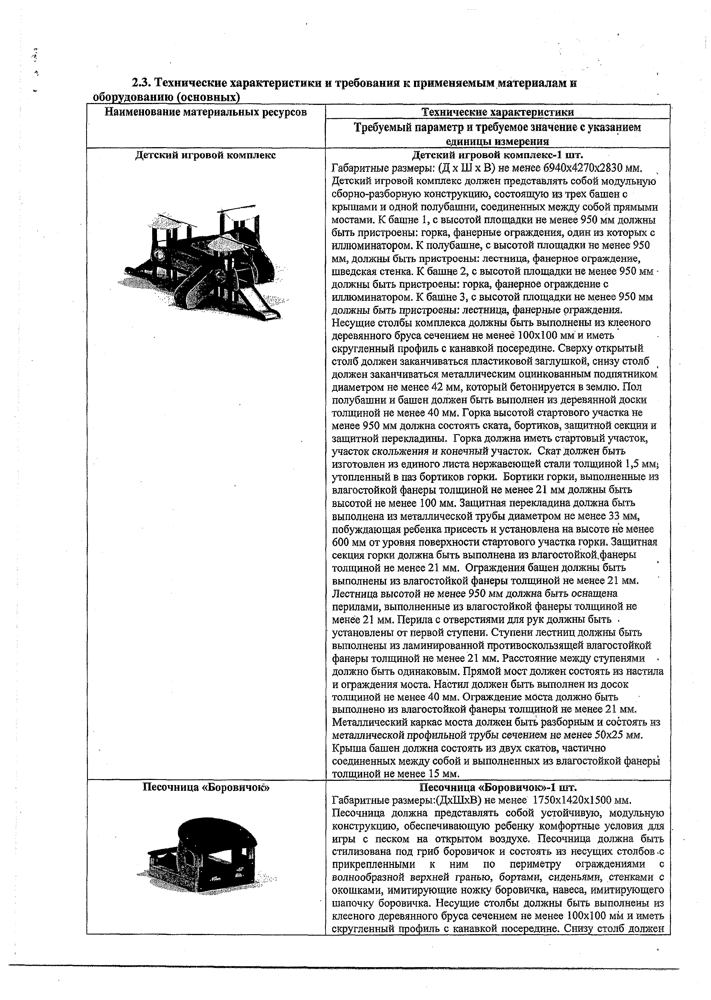 2.3. Технические характеристики и требования к применяемым материалам и
оборудованию (основных)
Наименование материальных ресурсов
Технические характеристики
Требуемый параметр и требуемое значение с указанием
единицы измерения
Детский игровой комплекс
Детский игровой комплекс-1 шт.
Габаритные размеры: (Д х Ш х В) не менее 6940х4270х2830 мм.
Детский игровой комплекс должен представлять собой модульную
сборно-разборную конструкцию, состоящую из трех башен с
крышами и одной полубашни, соединенных между собой прямыми
мостами. К башне 1, с высотой площадки не менее 950 мм должны
быть пристроены: горка, фанерные ограждения, один из которых с
иллюминатором. К полубашне, с высотой площадки не менее 950
мм, должны быть пристроены: лестница, фанерное ограждение,
шведская стенка. К башне 2, с высотой площадки не менее 950 мм -
должны быть пристроены: горка, фанерное ограждение с
иллюминатором. К башне 3, с высотой площадки не менее 950 мм
должны быть пристроены: лестница, фанерные ограждения.
Несущие столбы комплекса должны быть выполнены из клееного
деревянного бруса сечением не менее 100х100 мм и иметь
скругленный профиль с канавкой посередине. Сверху открытый
столб должен заканчиваться пластиковой заглушкой, снизу столб
должен заканчиваться металлическим оцинкованным подпятником
диаметром не менее 42 мм, который бетонируется в землю. Пол
полубашни и башен должен быть выполнен из деревянной доски
толщиной не менее 40 мм. Горка высотой стартового участка не
менее 950 мм должна состоять ската, бортиков, защитной секции и
защитной перекладины. Горка должна иметь стартовый участок,
участок скольжения и конечный участок. Скат должен быть
изготовлен из единого листа нержавеющей стали толщиной 1,5 мм;
утопленный в паз бортиков горки. Бортики горки, выполненные из
влагостойкой фанеры толщиной не менее 21 мм должны быть
высотой не менее 100 мм. Защитная перекладина должна быть
выполнена из металлической трубы диаметром не менее 33 мм,
побуждающая ребенка присесть и установлена на высоте не менее
600 мм от уровня поверхности стартового участка горки. Защитная
секция горки должна быть выполнена из влагостойкой фанеры
толщиной не менее 21 мм. Ограждения башен должны быть
выполнены из влагостойкой фанеры толщиной не менее 21 мм.
Лестница высотой не менее 950 мм должна быть оснащена
перилами, выполненные из влагостойкой фанеры толщиной не
менее 21 мм. Перила с отверстиями для рук должны быть
установлены от первой ступени. Ступени лестниц должны быть
выполнены из ламинированной противоскользящей влагостойкой
фанеры толщиной не менее 21 мм. Расстояние между ступенями
должно быть одинаковым. Прямой мост должен состоять из настила
и ограждения моста. Настил должен быть выполнен из досок
толщиной не менее 40 мм. Ограждение моста должно быть
выполнено из влагостойкой фанеры толщиной не менее 21 мм.
Металлический каркас моста должен быть разборным и состоять из
металлической профильной трубы сечением не менее 50х25 мм.
Крыша башен должна состоять из двух скатов, частично
соединенных между собой и выполненных из влагостойкой фанеры
толщиной не менее 15 мм.
Песочница «Боровичок»
Песочница «Боровичок»-1 шт.
Габаритные размеры:(ДхШхВ) не менее 1750х1420х1500 мм.
Песочница должна представлять собой устойчивую, модульную
конструкцию, обеспечивающую ребенку комфортные условия для
игры с песком на открытом воздухе. Песочница должна быть
стилизована под гриб боровичок и состоять из несущих столбов с
прикрепленными к ним по периметру ограждениями с
волнообразной верхней гранью, бортами, сиденьями, стенками с
окошками, имитирующие ножку боровичка, навеса, имитирующего
шапочку боровичка. Несущие столбы должны быть выполнены из
клееного деревянного бруса сечением не менее 100х100 мм и иметь
скругленный профиль с канавкой посередине. Снизу столб должен